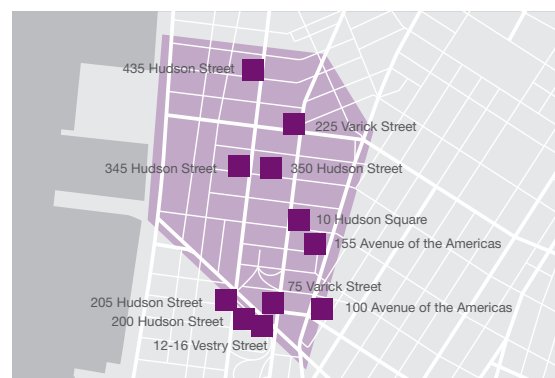 435 Hudson Street
225 Varick Street
345 Hudson Street
350 Hudson Street
10 Hudson Square
155 Avenue of the Americas
75 Varick Street
205 Hudson Street
100 Avenue of the Americas
200 Hudson Street
12-16 Vestry Street